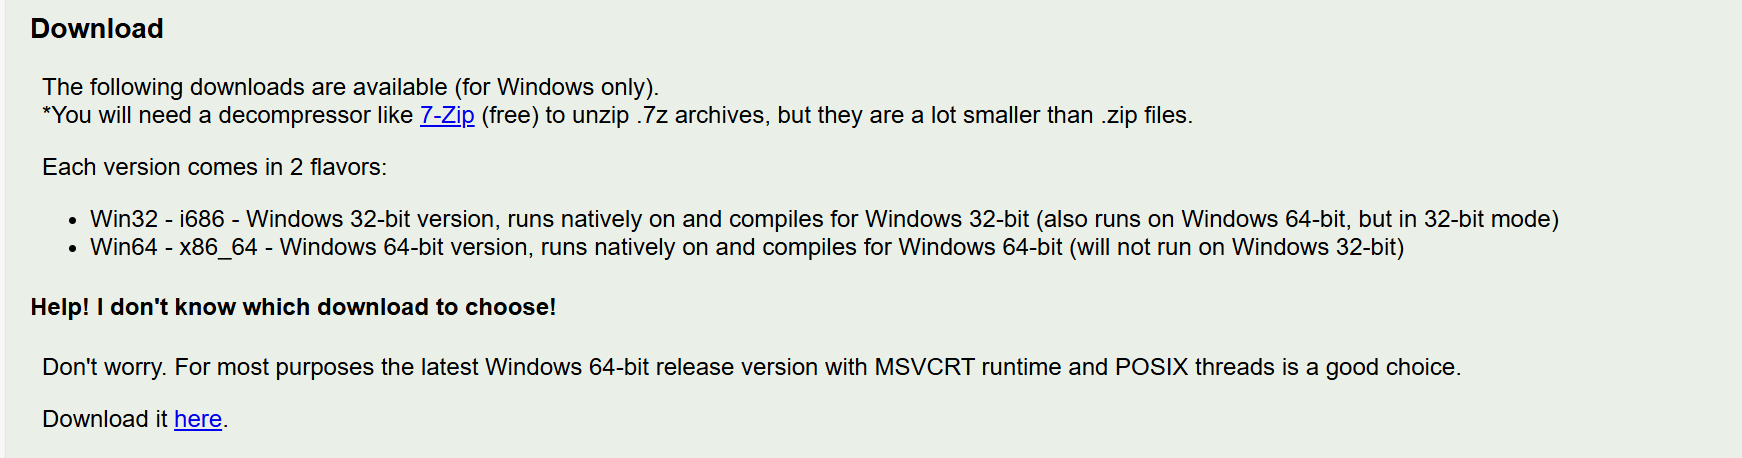 Download
The following downloads are available (for Windows only).
*You will need a decompressor like 7-Zip (free) to unzip .7z archives, but they are a lot smaller than .zip files.
Each version comes in 2 flavors:
• Win32 - i686 - Windows 32-bit version, runs natively on and compiles for Windows 32-bit (also runs on Windows 64-bit, but in 32-bit mode)
• Win64 - x86_64 - Windows 64-bit version, runs natively on and compiles for Windows 64-bit (will not run on Windows 32-bit)
Help! I don't know which download to choose!
Don't worry. For most purposes the latest Windows 64-bit release version with MSVCRT runtime and POSIX threads is a good choice.
Download it here.